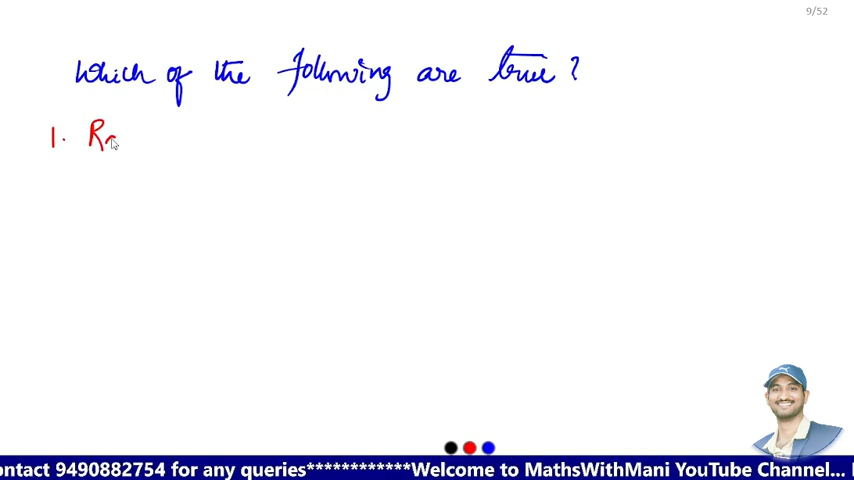 9/52
Which of the following are true?
1.
ontact 9490882754 for any queries************Welcome to MathsWithMani YouTube Channel...